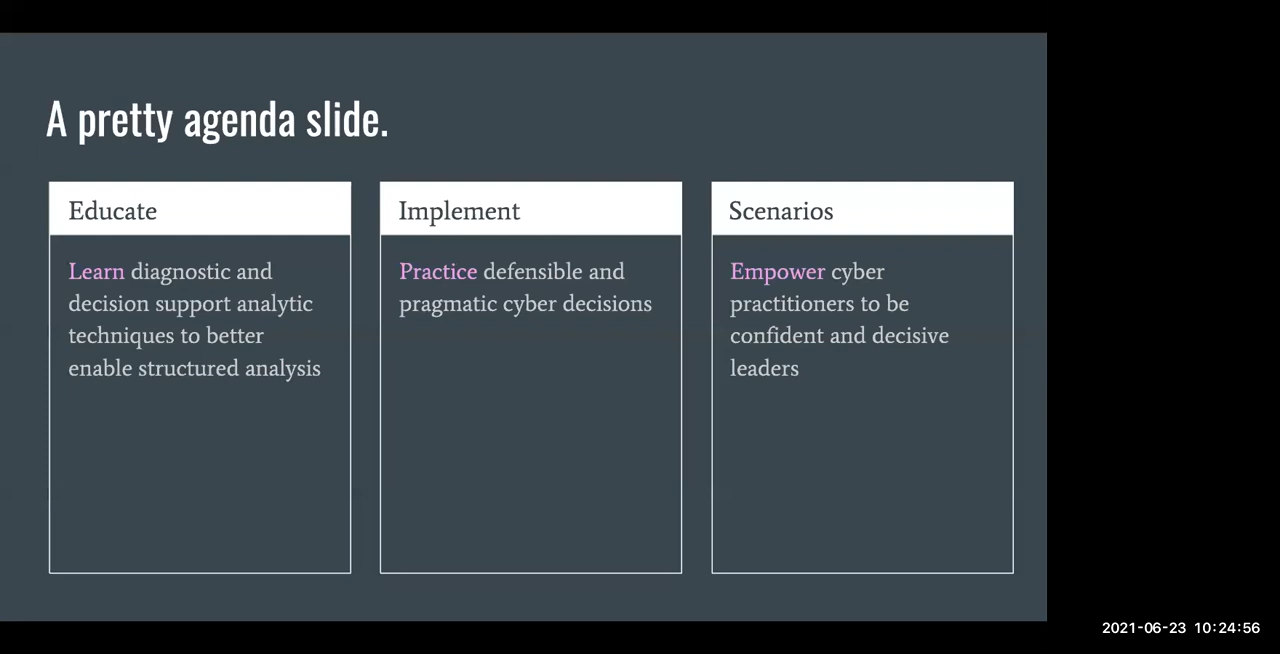 A pretty agenda slide.
Educate
Learn diagnostic and
decision support analytic
techniques to better
enable structured analysis
Implement
Practice defensible and
pragmatic cyber decisions
Scenarios
Empower cyber
practitioners to be
confident and decisive
leaders
2021-06-23 10:24:56